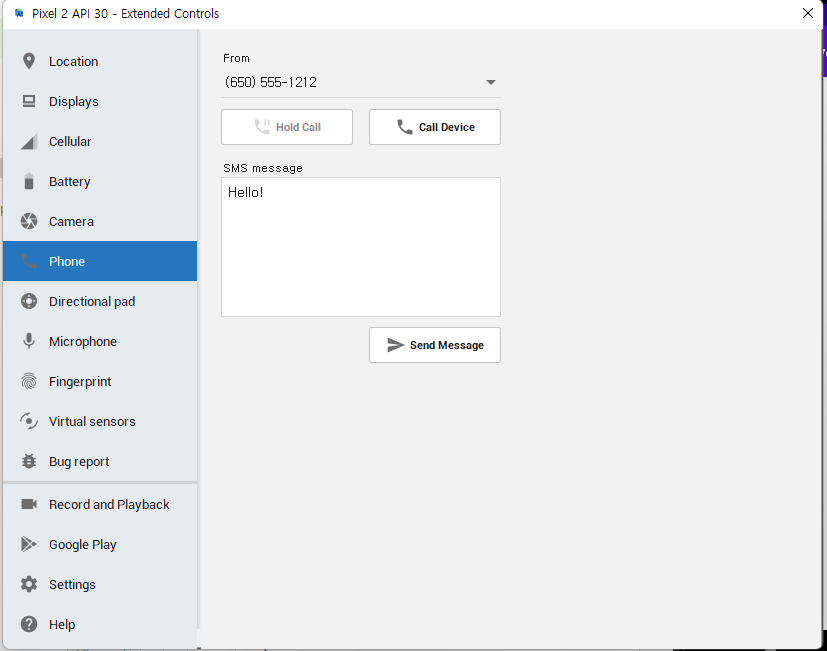 Pixel 2 API 30 - Extended Controls
Location
Displays
Cellular
Battery
Camera
Phone
Directional pad
Microphone
Fingerprint
Virtual sensors
Bug report
Record and Playback
Google Play
Settings
Help
From
(650) 555-1212
Hold Call
Call Device
SMS message
Hello!
Send Message